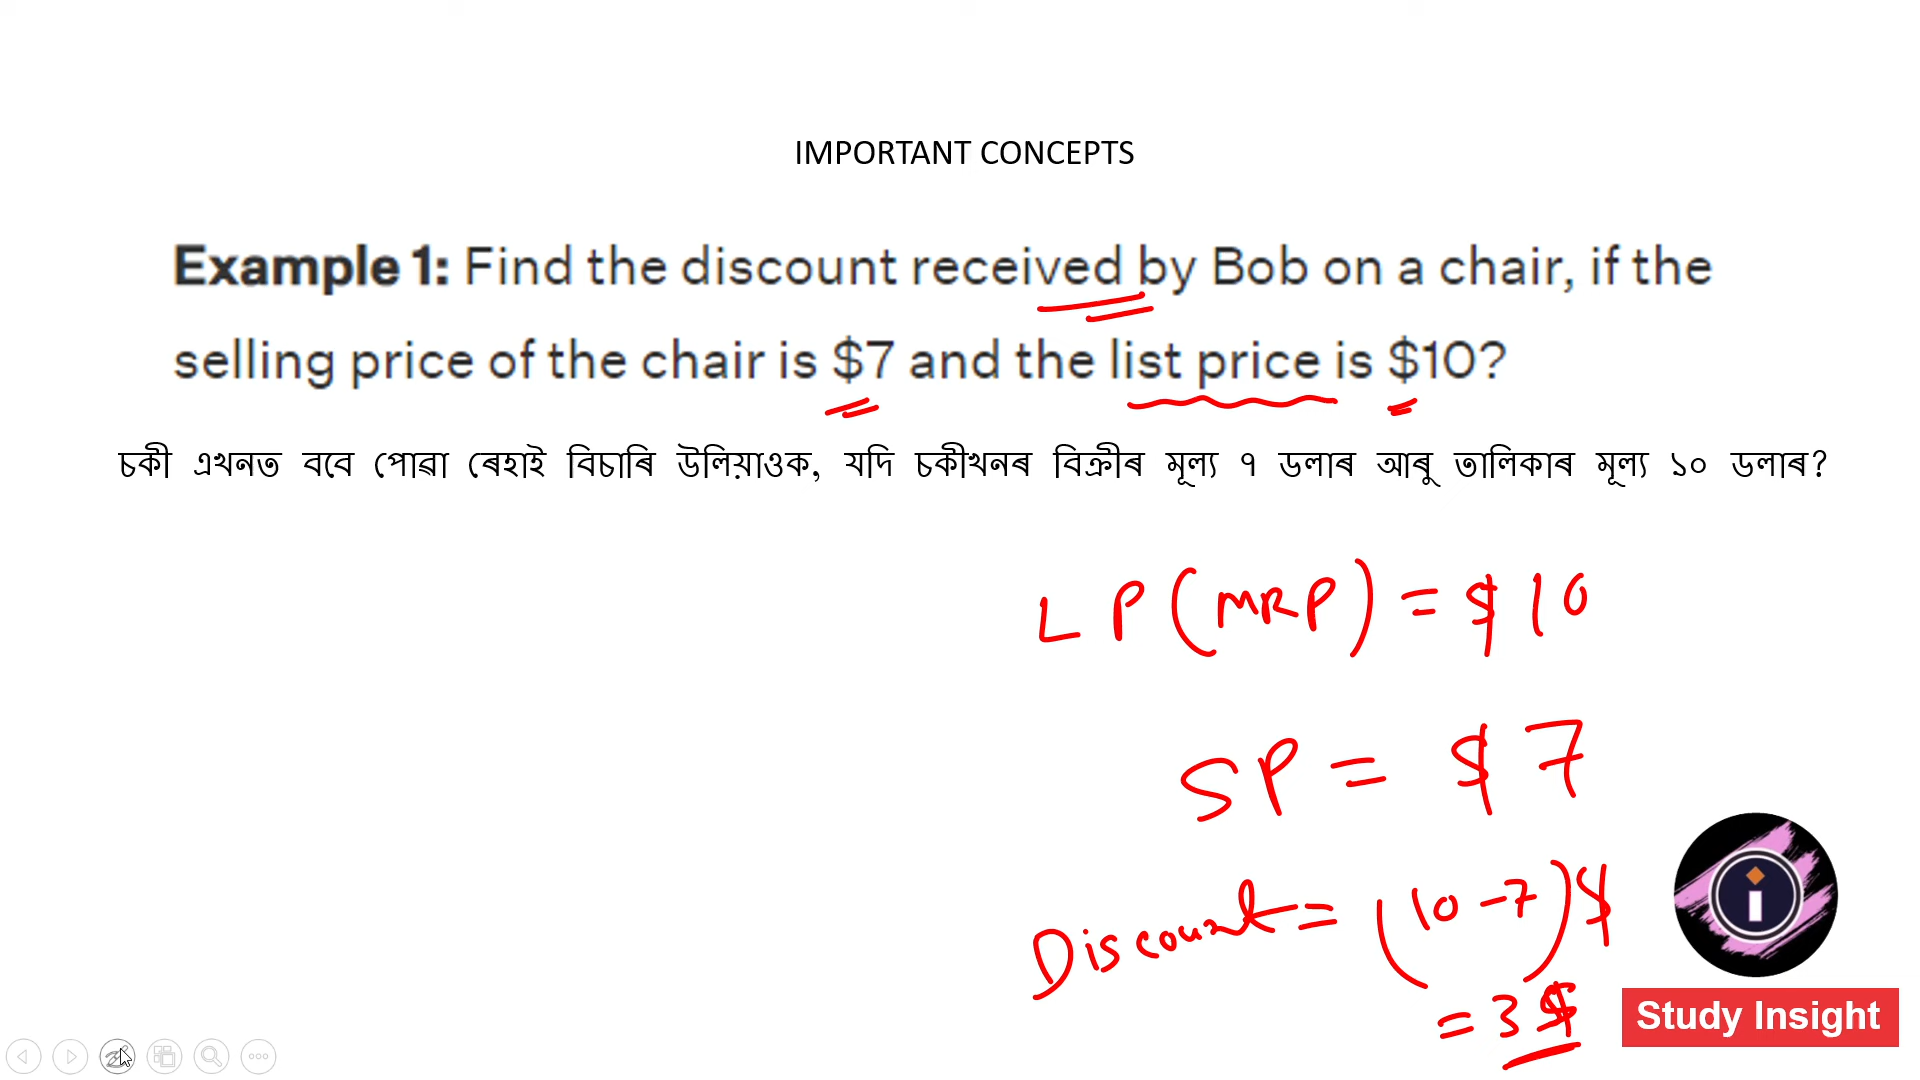 IMPORTANT CONCEPTS
Example 1: Find the discount received by Bob on a chair, if the
selling price of the chair is $7 and the list price is $10?
চকী এখনত ববে পোৱা ৰেহাই বিচাৰি উলিয়াওক, যদি চকীখনৰ বিক্ৰীৰ মূল্য ৭ ডলাৰ আৰু তালিকাৰ মূল্য ১০ ডলাৰ?
LP (MRP) = $10
SP = $7
Discount = (10-7)$
= 3$
Study Insight